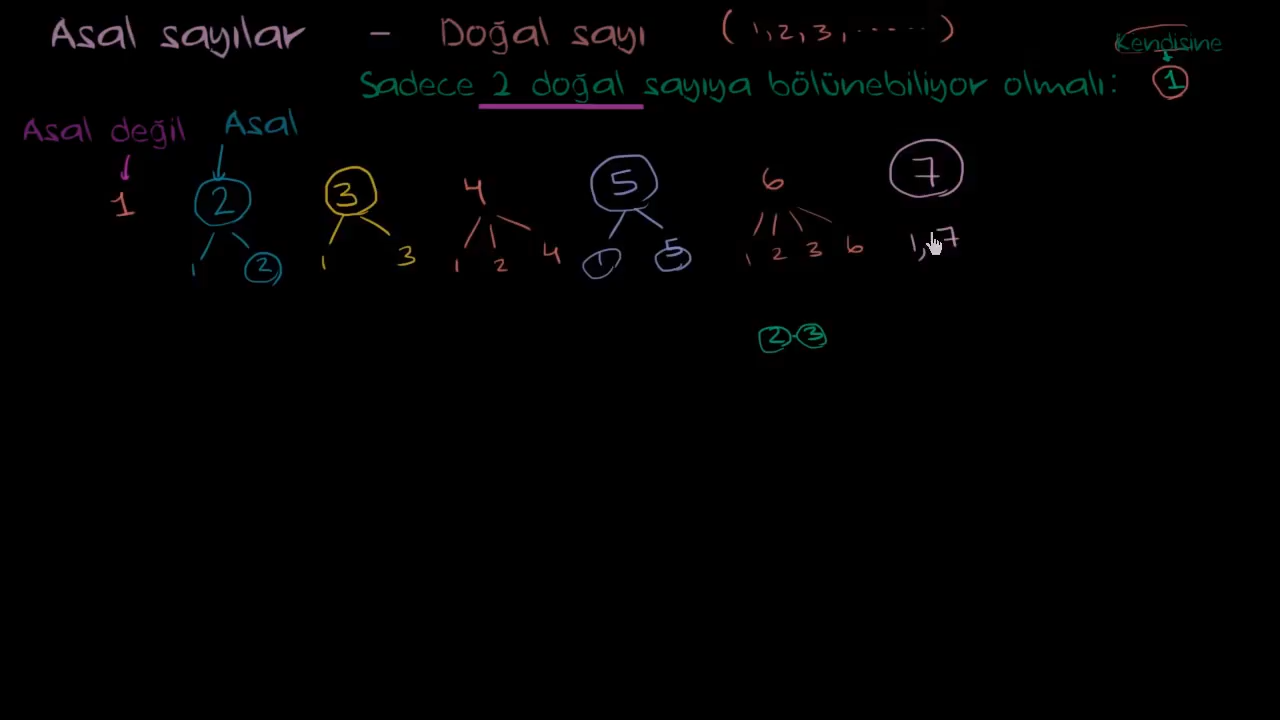 Asal sayılar - Doğal sayı (1,2,3,.....)
Kendisine
Sadece 2 doğal sayıya bölünebiliyor olmalı: 1
Asal değil Asal
1 2 3 4 5 6 7
1 2 1 3 1 2 4 1 5 1 2 3 6 1,7
2.3